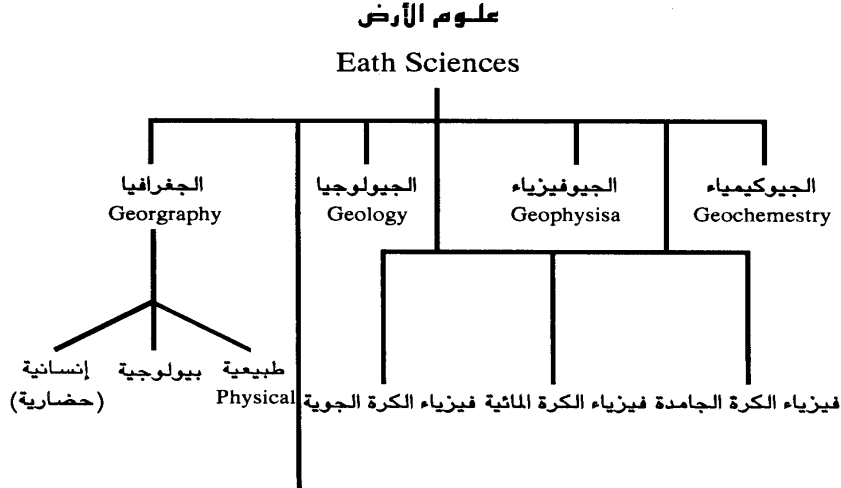 علوم الأرض
Eath Sciences
الجغرافيا
Georgraphy
الجيولوجيا
Geology
الجيوفيزياء
Geophysisa
الجيوكيمياء
Geochemestry
إنسانية
(حضارية)
بيولوجية
طبيعية
Physical
فيزياء الكرة الجوية
فيزياء الكرة المائية
فيزياء الكرة الجامدة